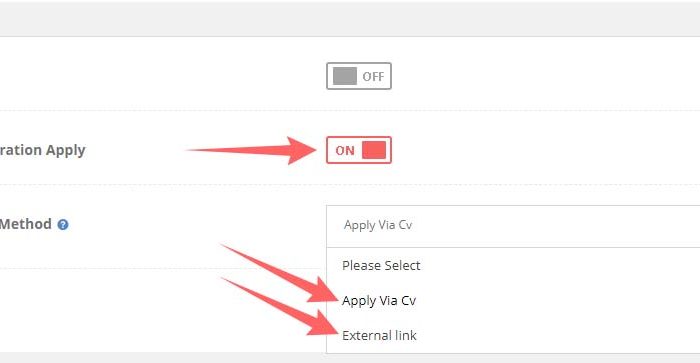 OFF
ration Apply ON
Method ? Apply Via Cv
Please Select
Apply Via Cv
External link